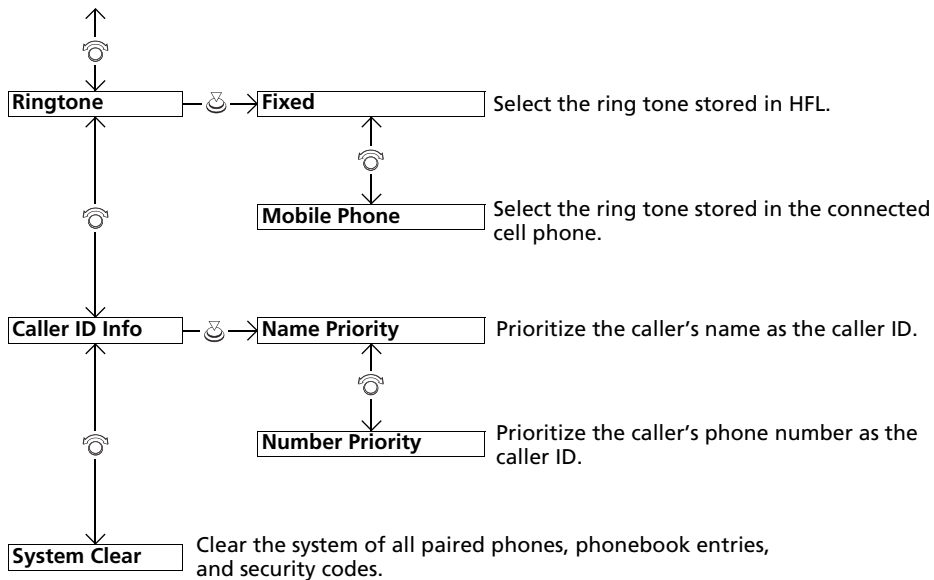 Ringtone
Fixed
Select the ring tone stored in HFL.
Mobile Phone
Select the ring tone stored in the connected
cell phone.
Caller ID Info
Name Priority
Prioritize the caller’s name as the caller ID.
Number Priority
Prioritize the caller’s phone number as the
caller ID.
System Clear
Clear the system of all paired phones, phonebook entries,
and security codes.